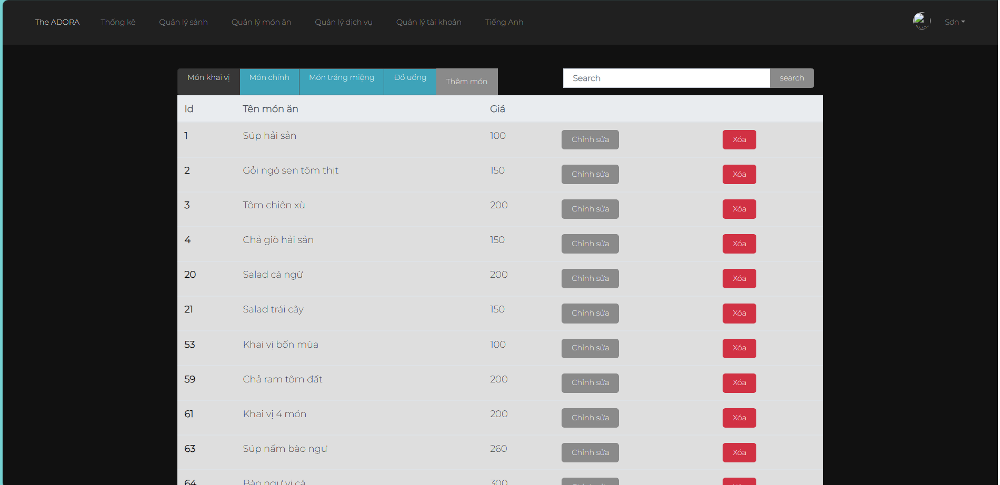 The ADORA Thống kê Quản lý sảnh Quản lý món ăn Quản lý dịch vụ Quản lý tài khoản Tiếng Anh Sơn
Món khai vị Món chính Món tráng miệng Đồ uống Thêm món Search search
Id Tên món ăn Giá
1 Súp hải sản 100 Chỉnh sửa Xóa
2 Gỏi ngó sen tôm thịt 150 Chỉnh sửa Xóa
3 Tôm chiên xù 200 Chỉnh sửa Xóa
4 Chả giò hải sản 150 Chỉnh sửa Xóa
20 Salad cá ngừ 200 Chỉnh sửa Xóa
21 Salad trái cây 150 Chỉnh sửa Xóa
53 Khai vị bốn mùa 100 Chỉnh sửa Xóa
59 Chả ram tôm đất 200 Chỉnh sửa Xóa
61 Khai vị 4 món 200 Chỉnh sửa Xóa
63 Súp nấm bào ngư 260 Chỉnh sửa Xóa
64 Bào ngư vi cá 300